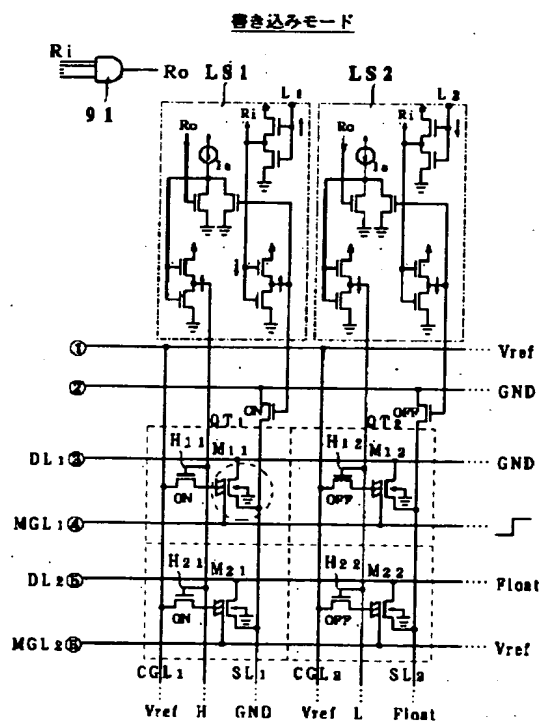 書き込みモード
Ri
Ro
91
LS1
LS2
L1
L2
Ro
Ri
Is
Ro
Ri
Is
① Vref
② GND
ON
OFF
QT1
QT2
H11
M11
H12
M12
DL1③ GND
ON
OFF
MGL1④
H21
M21
H22
M22
DL2⑤ Float
ON
OFF
MGL2⑥ Vref
CGL1
SL1
CGL2
SL2
Vref H GND Vref L Float